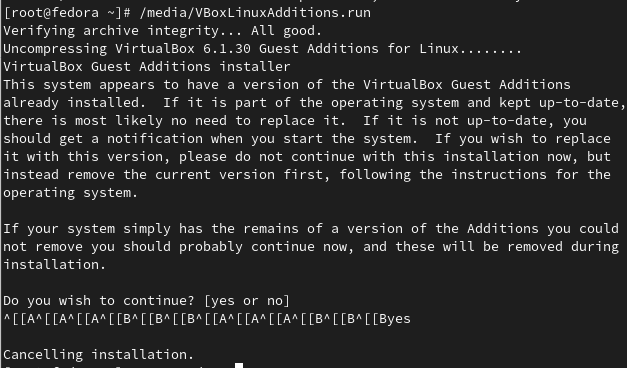 [root@fedora ~]# /media/VBoxLinuxAdditions.run
Verifying archive integrity... All good.
Uncompressing VirtualBox 6.1.30 Guest Additions for Linux........
VirtualBox Guest Additions installer
This system appears to have a version of the VirtualBox Guest Additions
already installed.  If it is part of the operating system and kept up-to-date,
there is most likely no need to replace it.  If it is not up-to-date, you
should get a notification when you start the system.  If you wish to replace
it with this version, please do not continue with this installation now, but
instead remove the current version first, following the instructions for the
operating system.

If your system simply has the remains of a version of the Additions you could
not remove you should probably continue now, and these will be removed during
installation.

Do you wish to continue? [yes or no]
^[[A^[[A^[[A^[[B^[[B^[[B^[[A^[[A^[[A^[[B^[[B^[[Byes

Cancelling installation.